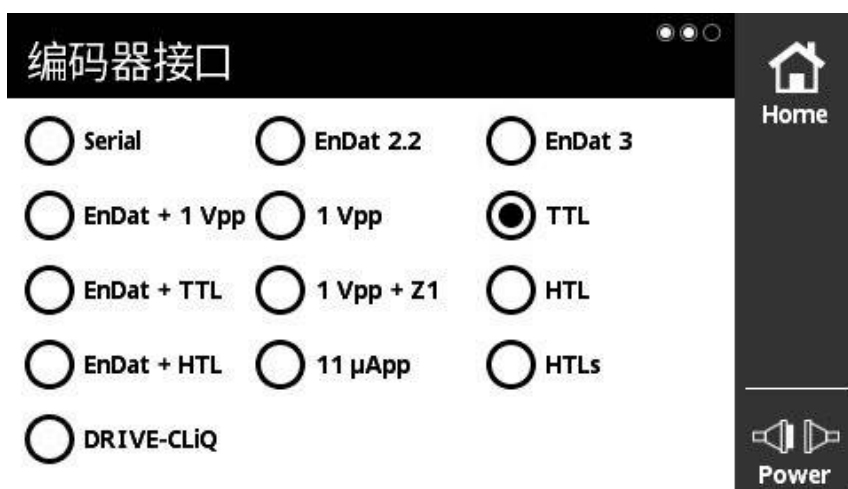 编码器接口
Home
Serial
EnDat 2.2
EnDat 3
EnDat + 1 Vpp
1 Vpp
TTL
EnDat + TTL
1 Vpp + Z1
HTL
EnDat + HTL
11 µApp
HTLs
DRIVE-CLiQ
Power